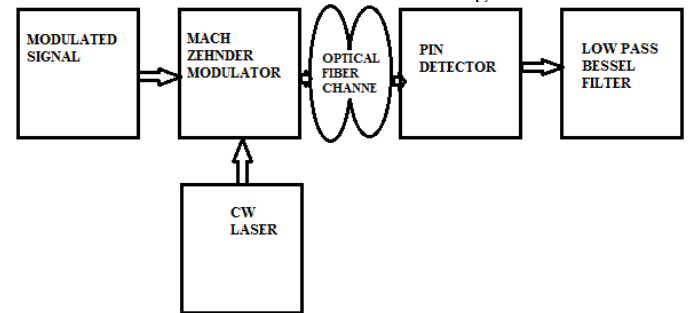 MODULATED
SIGNAL
MACH
ZEHNDER
MODULATOR
OPTICAL
FIBER
CHANNE
PIN
DETECTOR
LOW PASS
BESSEL
FILTER
CW
LASER